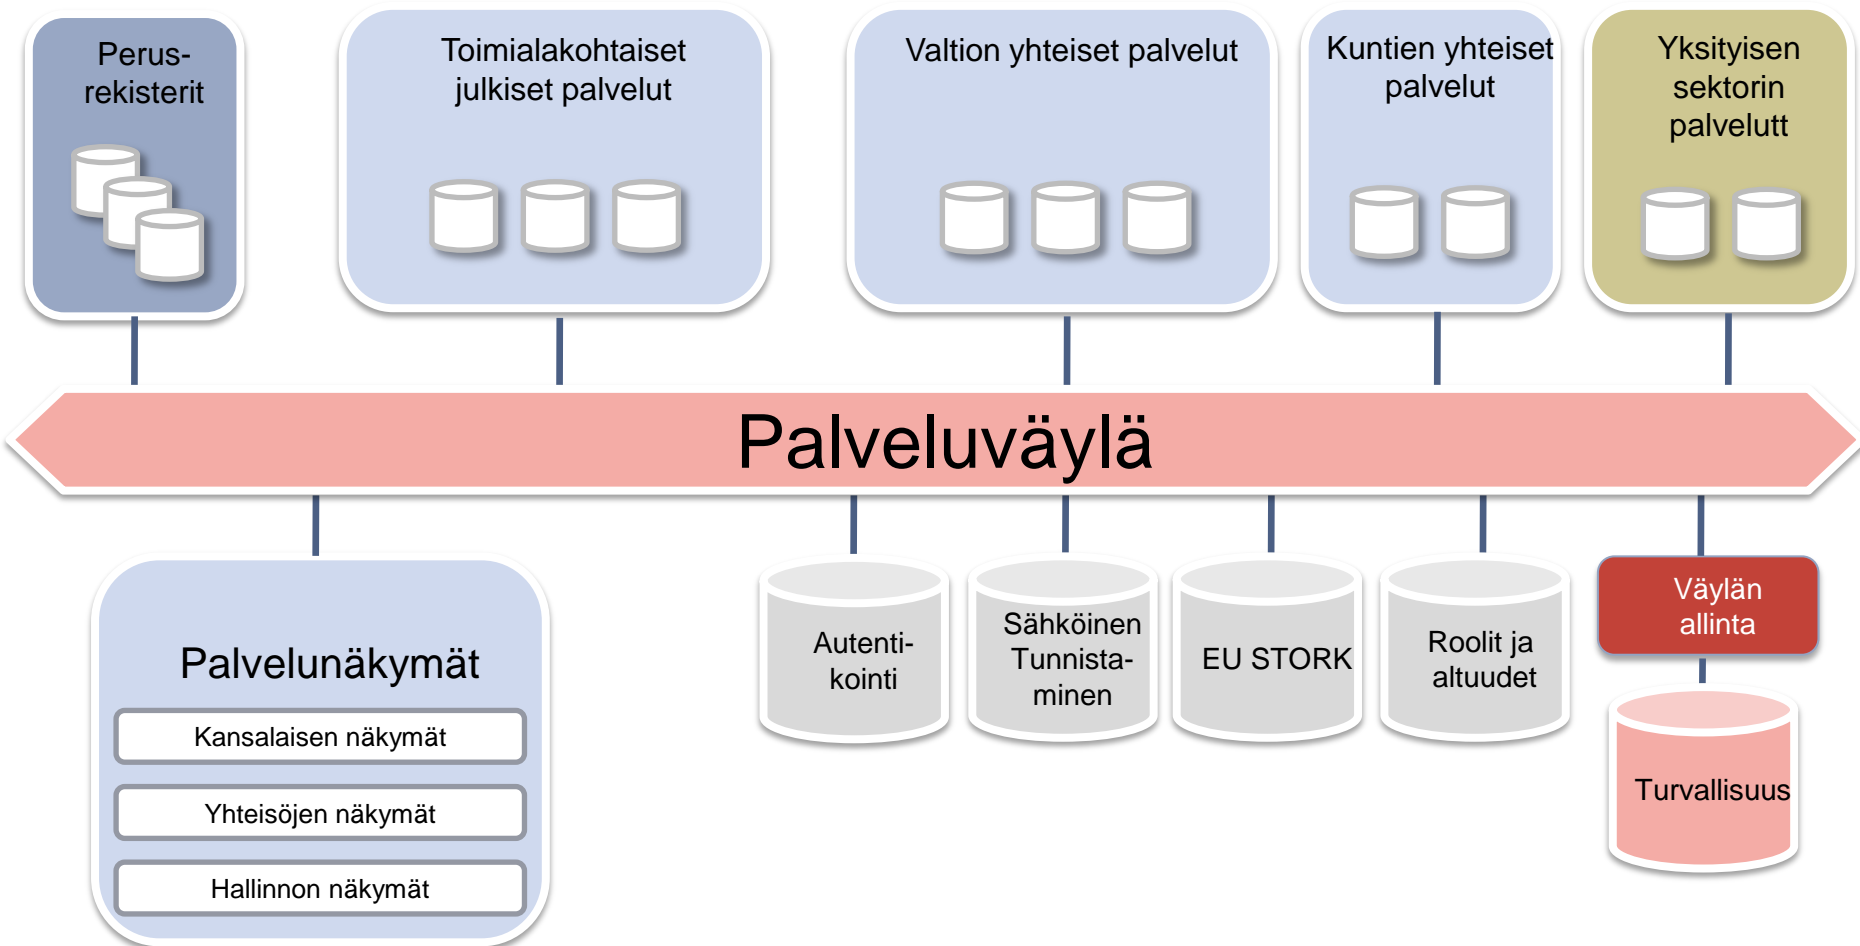 Perus-
rekisterit
Toimialakohtaiset
julkiset palvelut
Valtion yhteiset palvelut
Kuntien yhteiset
palvelut
Yksityisen
sektorin
palvelutt
Palveluväylä
Palvelunäkymät
Kansalaisen näkymät
Yhteisöjen näkymät
Hallinnon näkymät
Autenti-
kointi
Sähköinen
Tunnista-
minen
EU STORK
Roolit ja
altuudet
Väylän
allinta
Turvallisuus